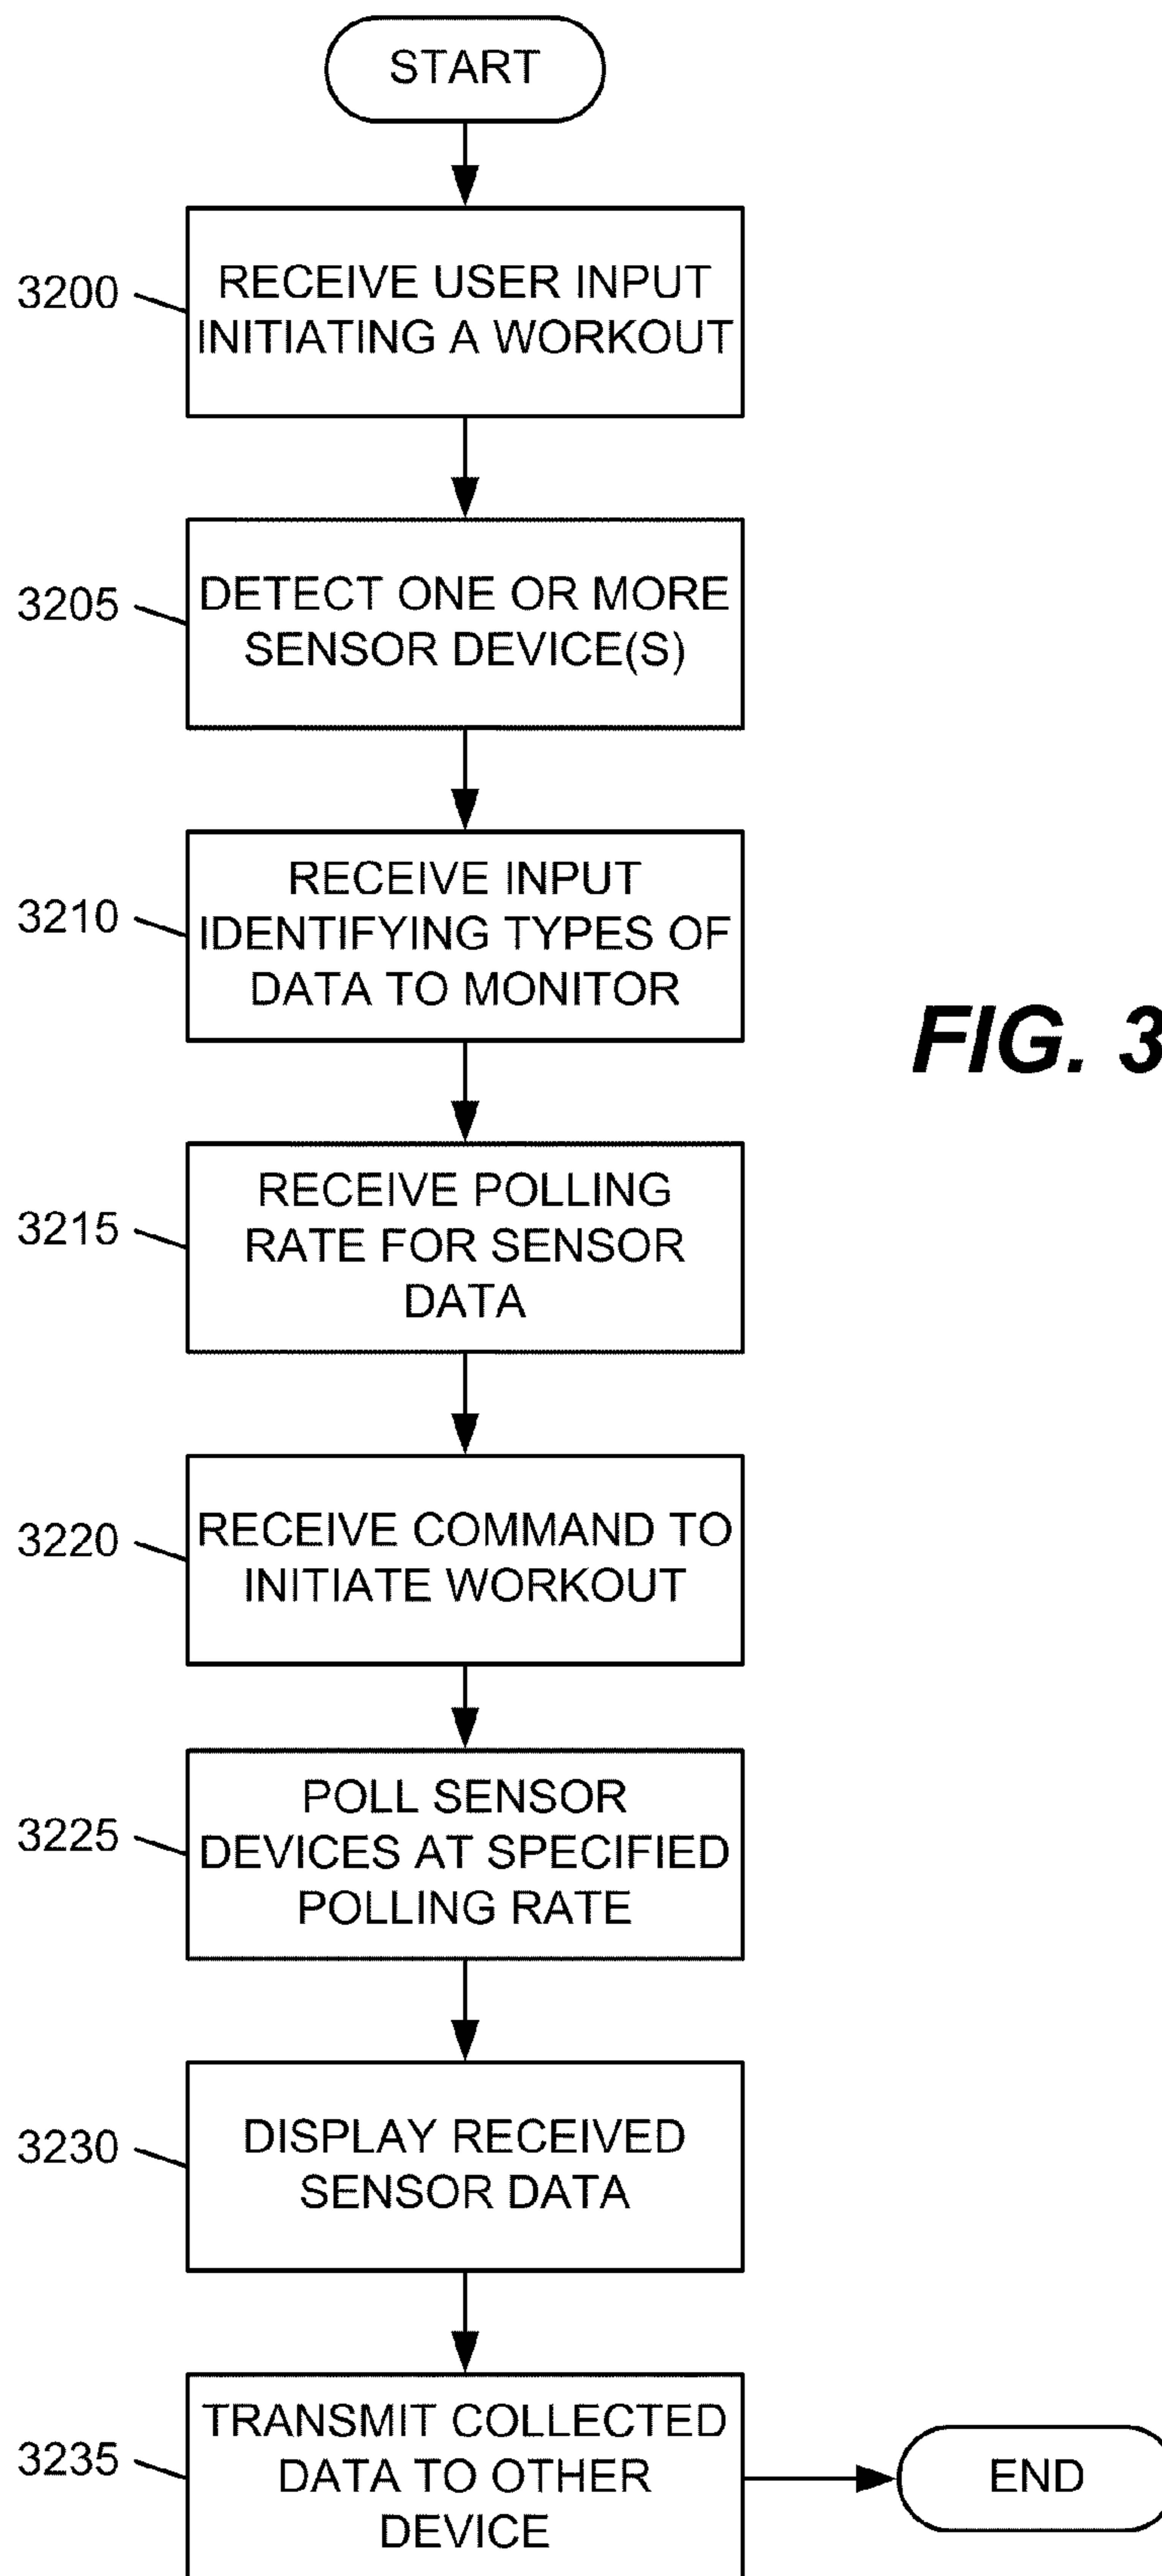 START
3200
RECEIVE USER INPUT
INITIATING A WORKOUT
3205
DETECT ONE OR MORE
SENSOR DEVICE(S)
3210
RECEIVE INPUT
IDENTIFYING TYPES OF
DATA TO MONITOR
FIG. 3
3215
RECEIVE POLLING
RATE FOR SENSOR
DATA
3220
RECEIVE COMMAND TO
INITIATE WORKOUT
3225
POLL SENSOR
DEVICES AT SPECIFIED
POLLING RATE
3230
DISPLAY RECEIVED
SENSOR DATA
3235
TRANSMIT COLLECTED
DATA TO OTHER
DEVICE
END